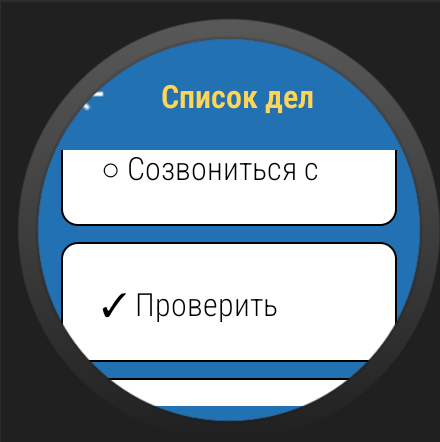 Список дел
○ Созвониться с
✓ Проверить